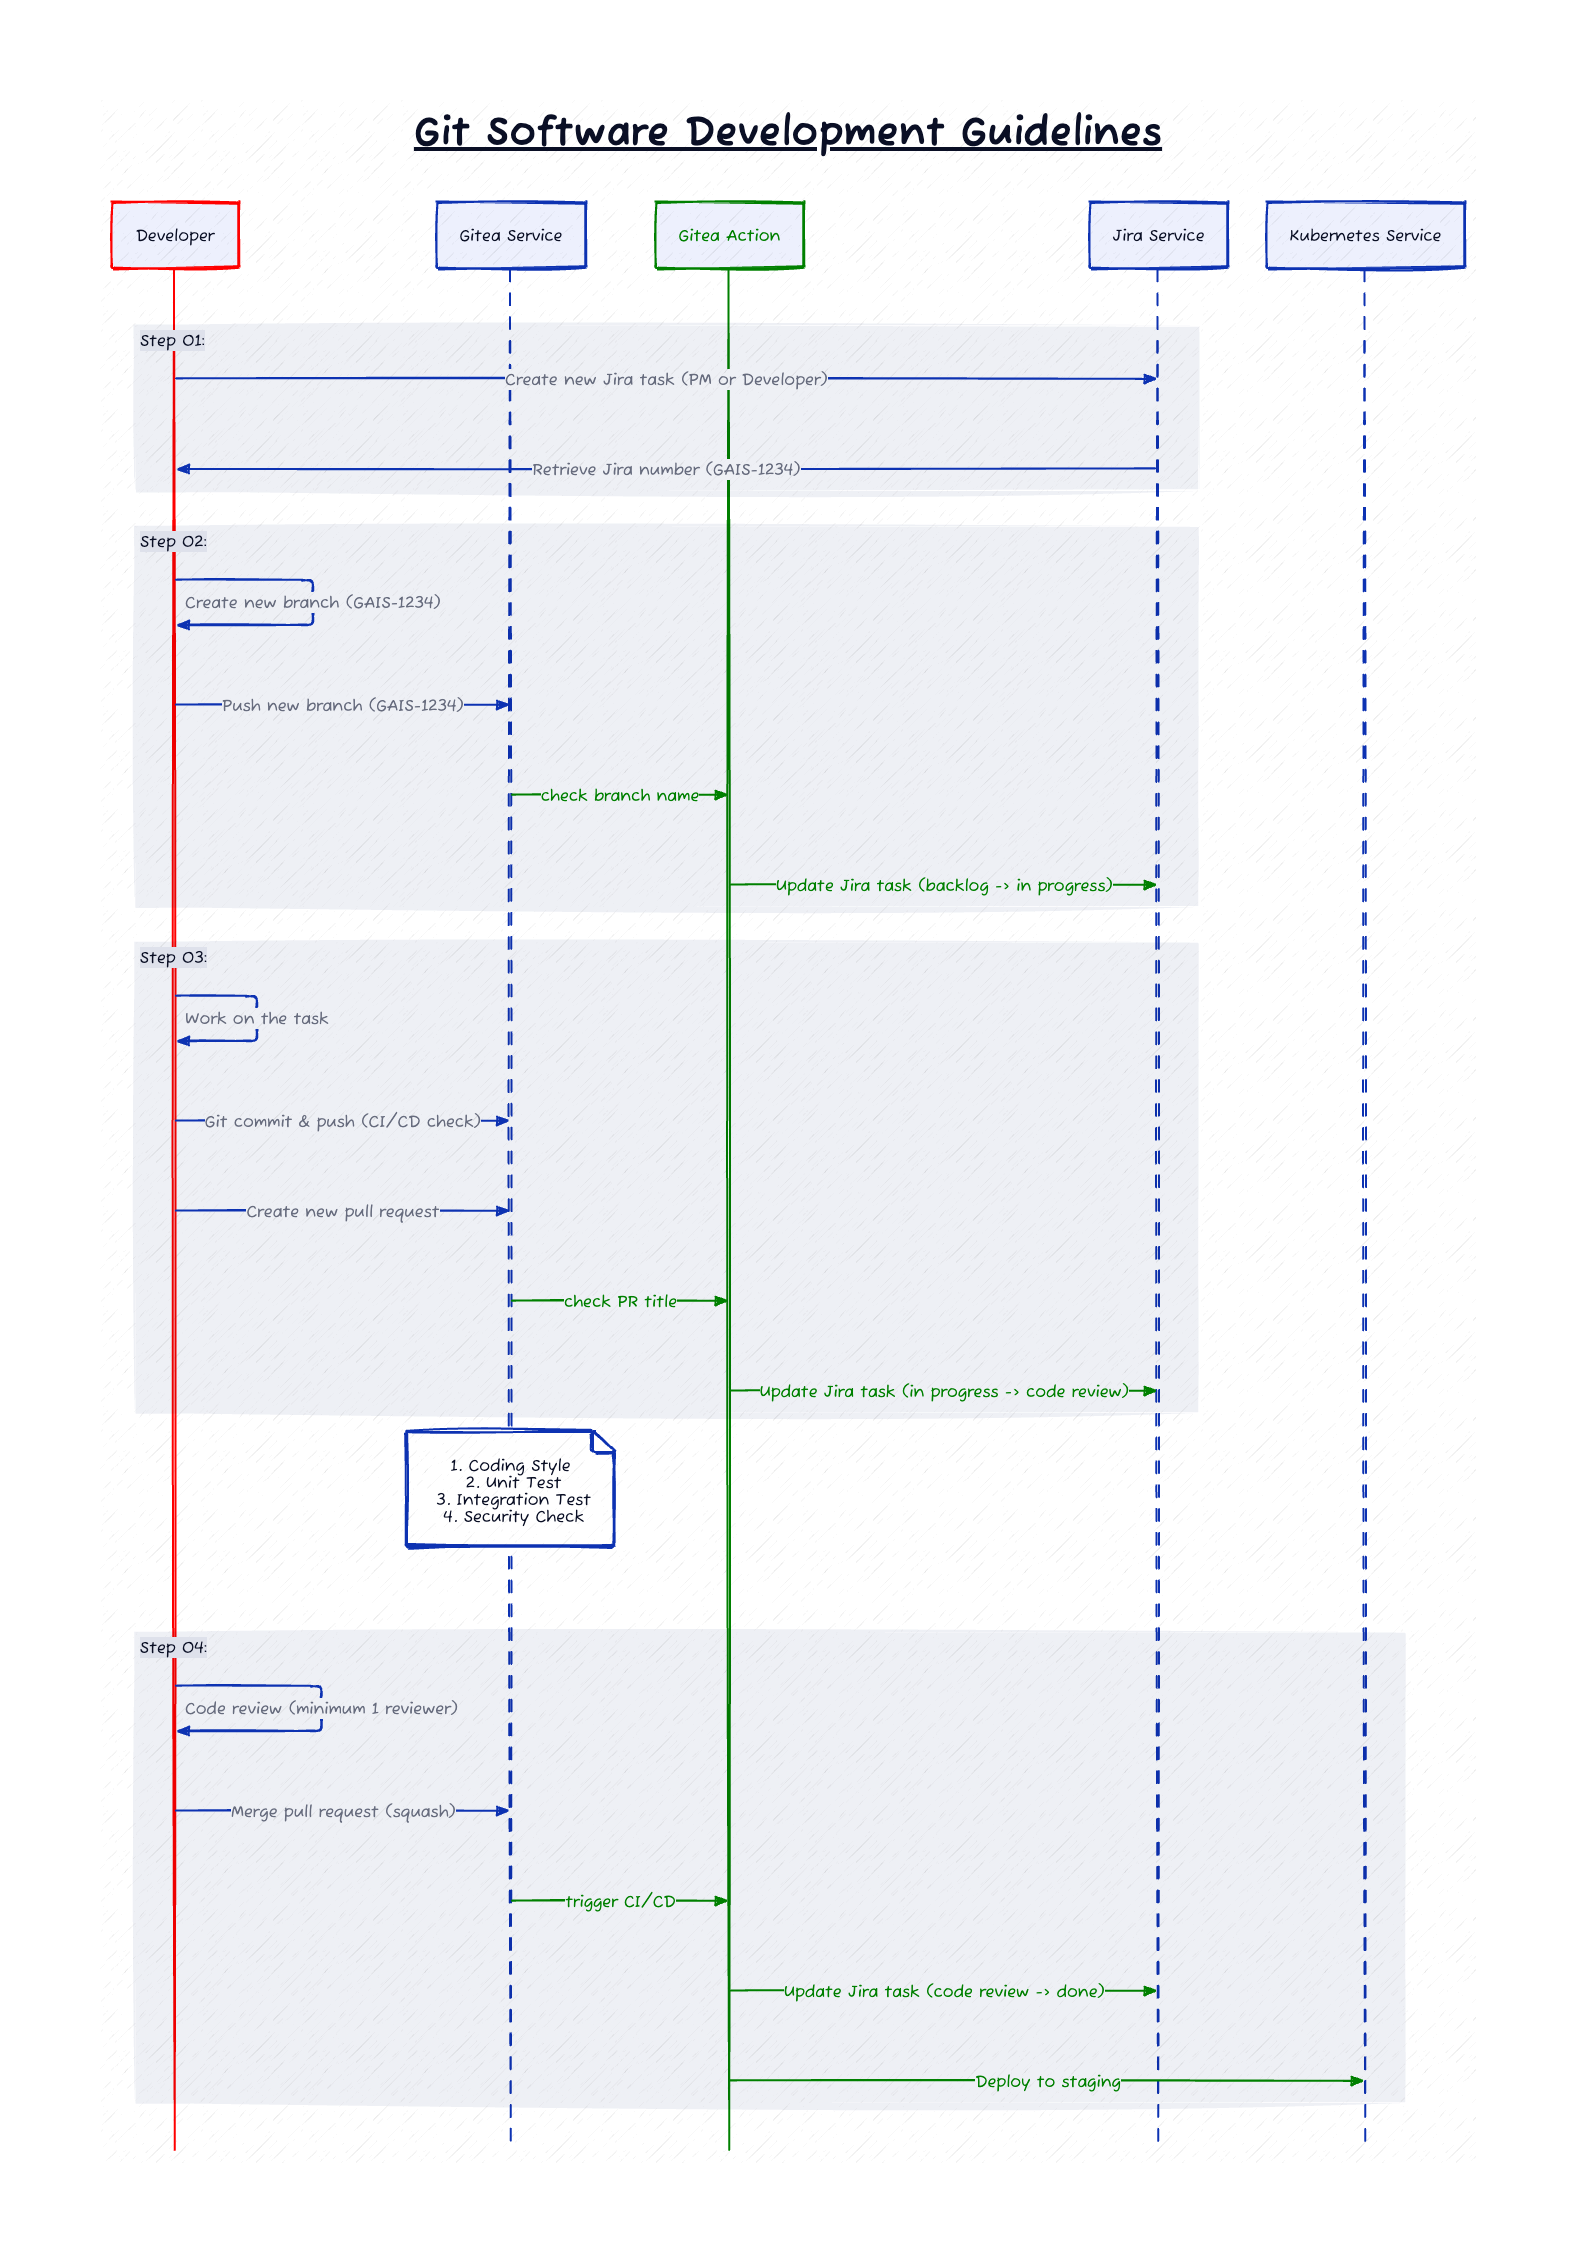 Git Software Development Guidelines
Developer
Gitea Service
Gitea Action
Jira Service
Kubernetes Service
Step 01:
Create new Jira task (PM or Developer)
Retrieve Jira number (GAIS-1234)
Step 02:
Create new branch (GAIS-1234)
Push new branch (GAIS-1234)
check branch name
Update Jira task (backlog -> in progress)
Step 03:
Work on the task
Git commit & push (CI/CD check)
Create new pull request
check PR title
Update Jira task (in progress -> code review)
1. Coding Style
2. Unit Test
3. Integration Test
4. Security Check
Step 04:
Code review (minimum 1 reviewer)
Merge pull request (squash)
trigger CI/CD
Update Jira task (code review -> done)
Deploy to staging